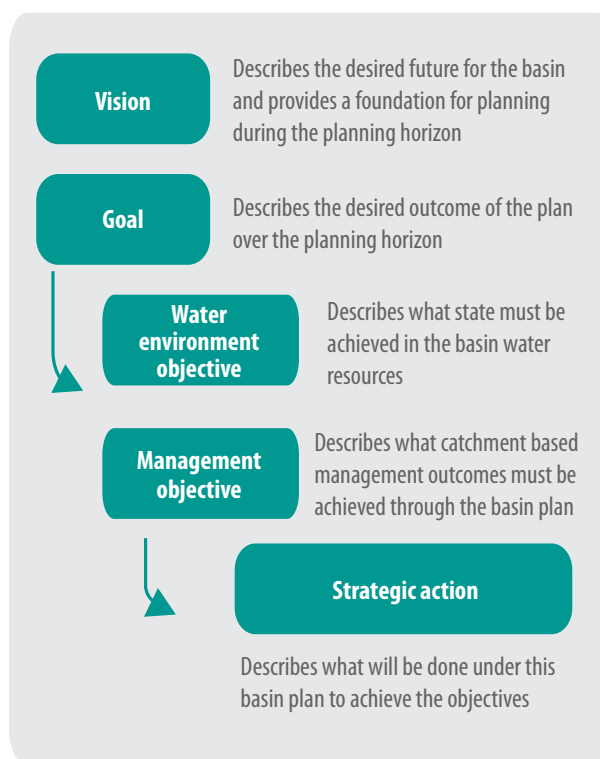 Vision
Describes the desired future for the basin
and provides a foundation for planning
during the planning horizon
Goal
Describes the desired outcome of the plan
over the planning horizon
Water
environment
objective
Describes what state must be
achieved in the basin water
resources
Management
objective
Describes what catchment based
management outcomes must be
achieved through the basin plan
Strategic action
Describes what will be done under this
basin plan to achieve the objectives